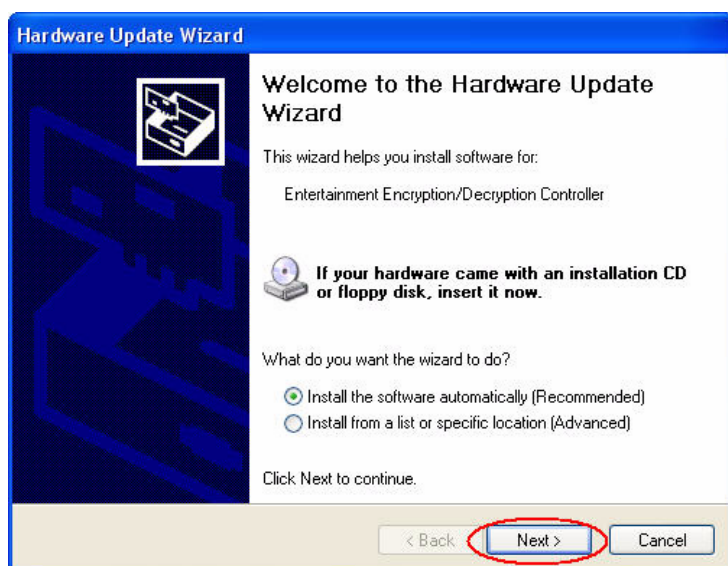 Hardware Update Wizard
Welcome to the Hardware Update
Wizard
This wizard helps you install software for:
Entertainment Encryption/Decryption Controller
If your hardware came with an installation CD
or floppy disk, insert it now.
What do you want the wizard to do?
Install the software automatically (Recommended)
Install from a list or specific location (Advanced)
Click Next to continue.
< Back
Next >
Cancel